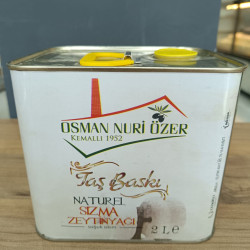 OSMAN NURİ ÖZER
KEMALLI 1952
Taş Baskı
NATUREL
SIZMA
ZEYTİNYAĞI
2 L e